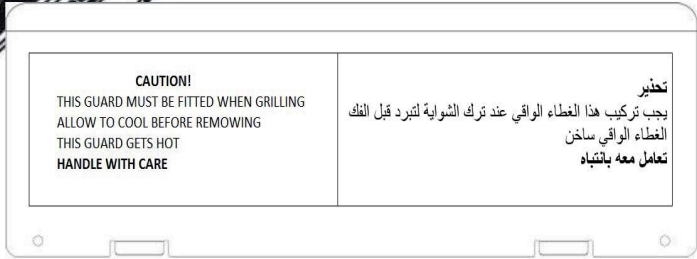 CAUTION!
THIS GUARD MUST BE FITTED WHEN GRILLING
ALLOW TO COOL BEFORE REMOWING
THIS GUARD GETS HOT
HANDLE WITH CARE
تحذير
يجب تركيب هذا الغطاء الواقي عند ترك الشواية لتبرد قبل الفك
الغطاء الواقي ساخن
تعامل معه بانتباه